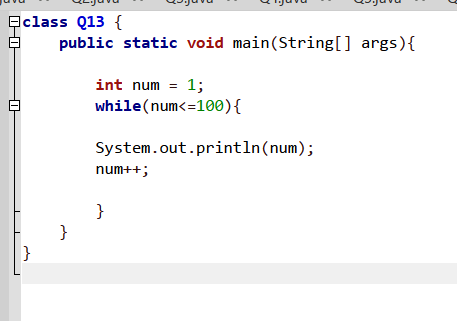 class Q13 {
public static void main(String[] args){
int num = 1;
while(num<=100){
System.out.println(num);
num++;
}
}
}